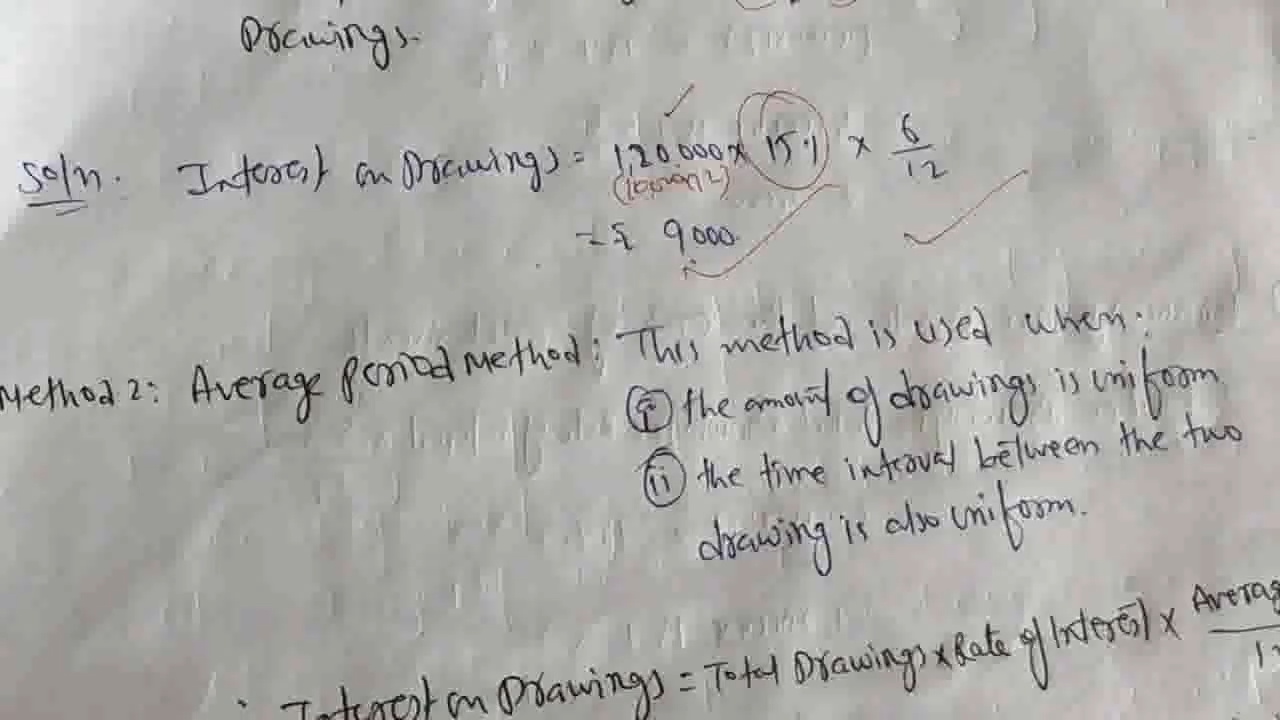 Drawings.
Soln. Interest on Drawings = 120000 × 15% × 6/12
(10000×12)
= ₹ 9000.
Method 2: Average Period Method: This method is used when:
(i) the amount of drawings is uniform
(ii) the time interval between the two
drawing is also uniform.
Interest on Drawings = Total Drawings × Rate of Interest ×